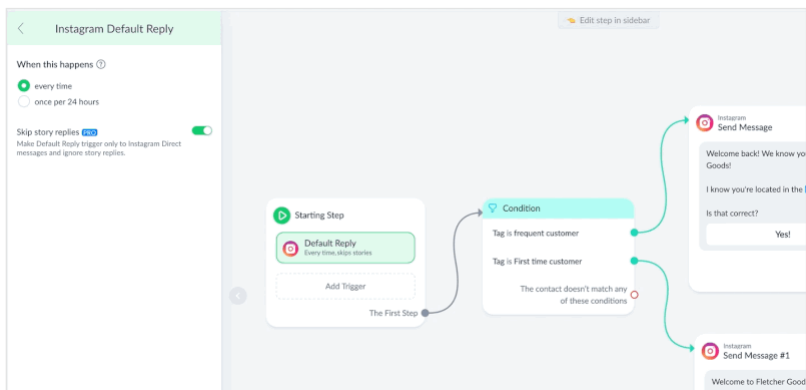 Instagram Default Reply
When this happens
every time
once per 24 hours
Skip story replies PRO
Make Default Reply trigger only to Instagram Direct
messages and ignore story replies.
Edit step in sidebar
Starting Step
Default Reply
Every time, skips stories
Add Trigger
The First Step
Condition
Tag is frequent customer
Tag is First time customer
The contact doesn't match any
of these conditions
Instagram
Send Message
Welcome back! We know yo
Goods!
I know you're located in the
Is that correct?
Yes!
Instagram
Send Message #1
Welcome to Fletcher Good